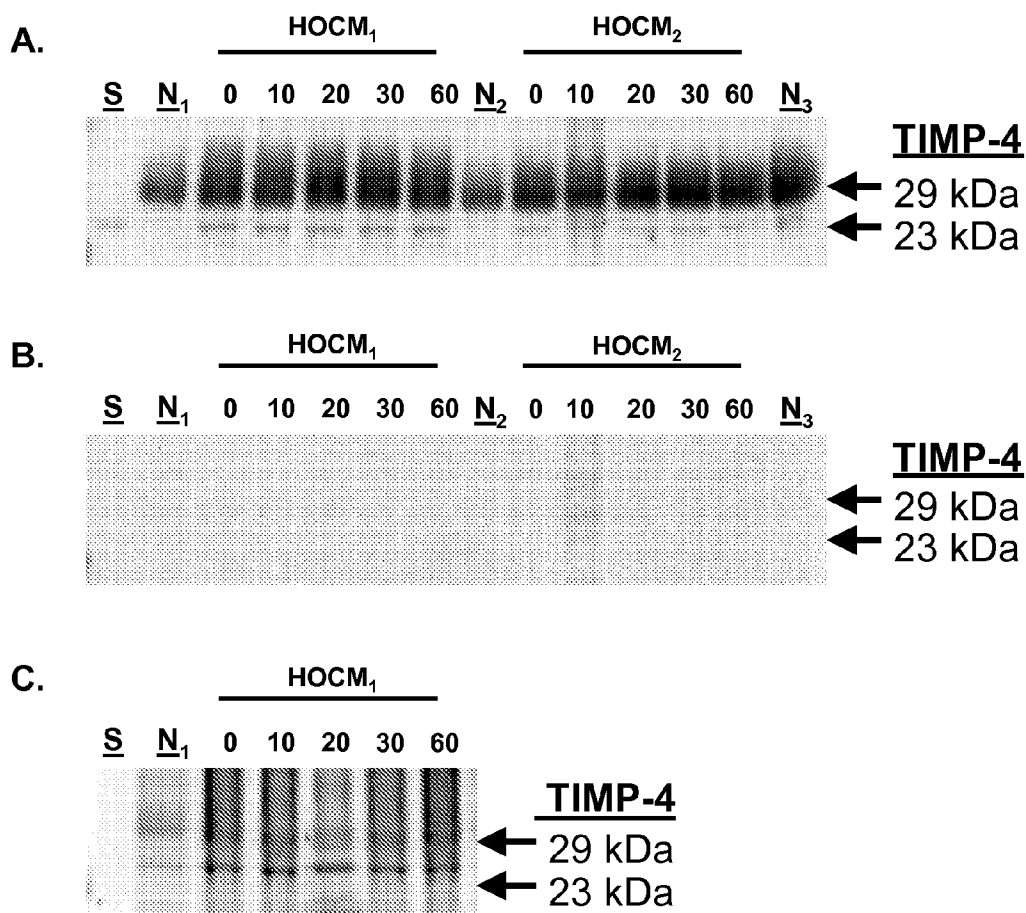 A.
HOCM₁ HOCM₂
S N₁ 0 10 20 30 60 N₂ 0 10 20 30 60 N₃
TIMP-4
29 kDa
23 kDa
B.
HOCM₁ HOCM₂
S N₁ 0 10 20 30 60 N₂ 0 10 20 30 60 N₃
TIMP-4
29 kDa
23 kDa
C.
HOCM₁
S N₁ 0 10 20 30 60
TIMP-4
29 kDa
23 kDa